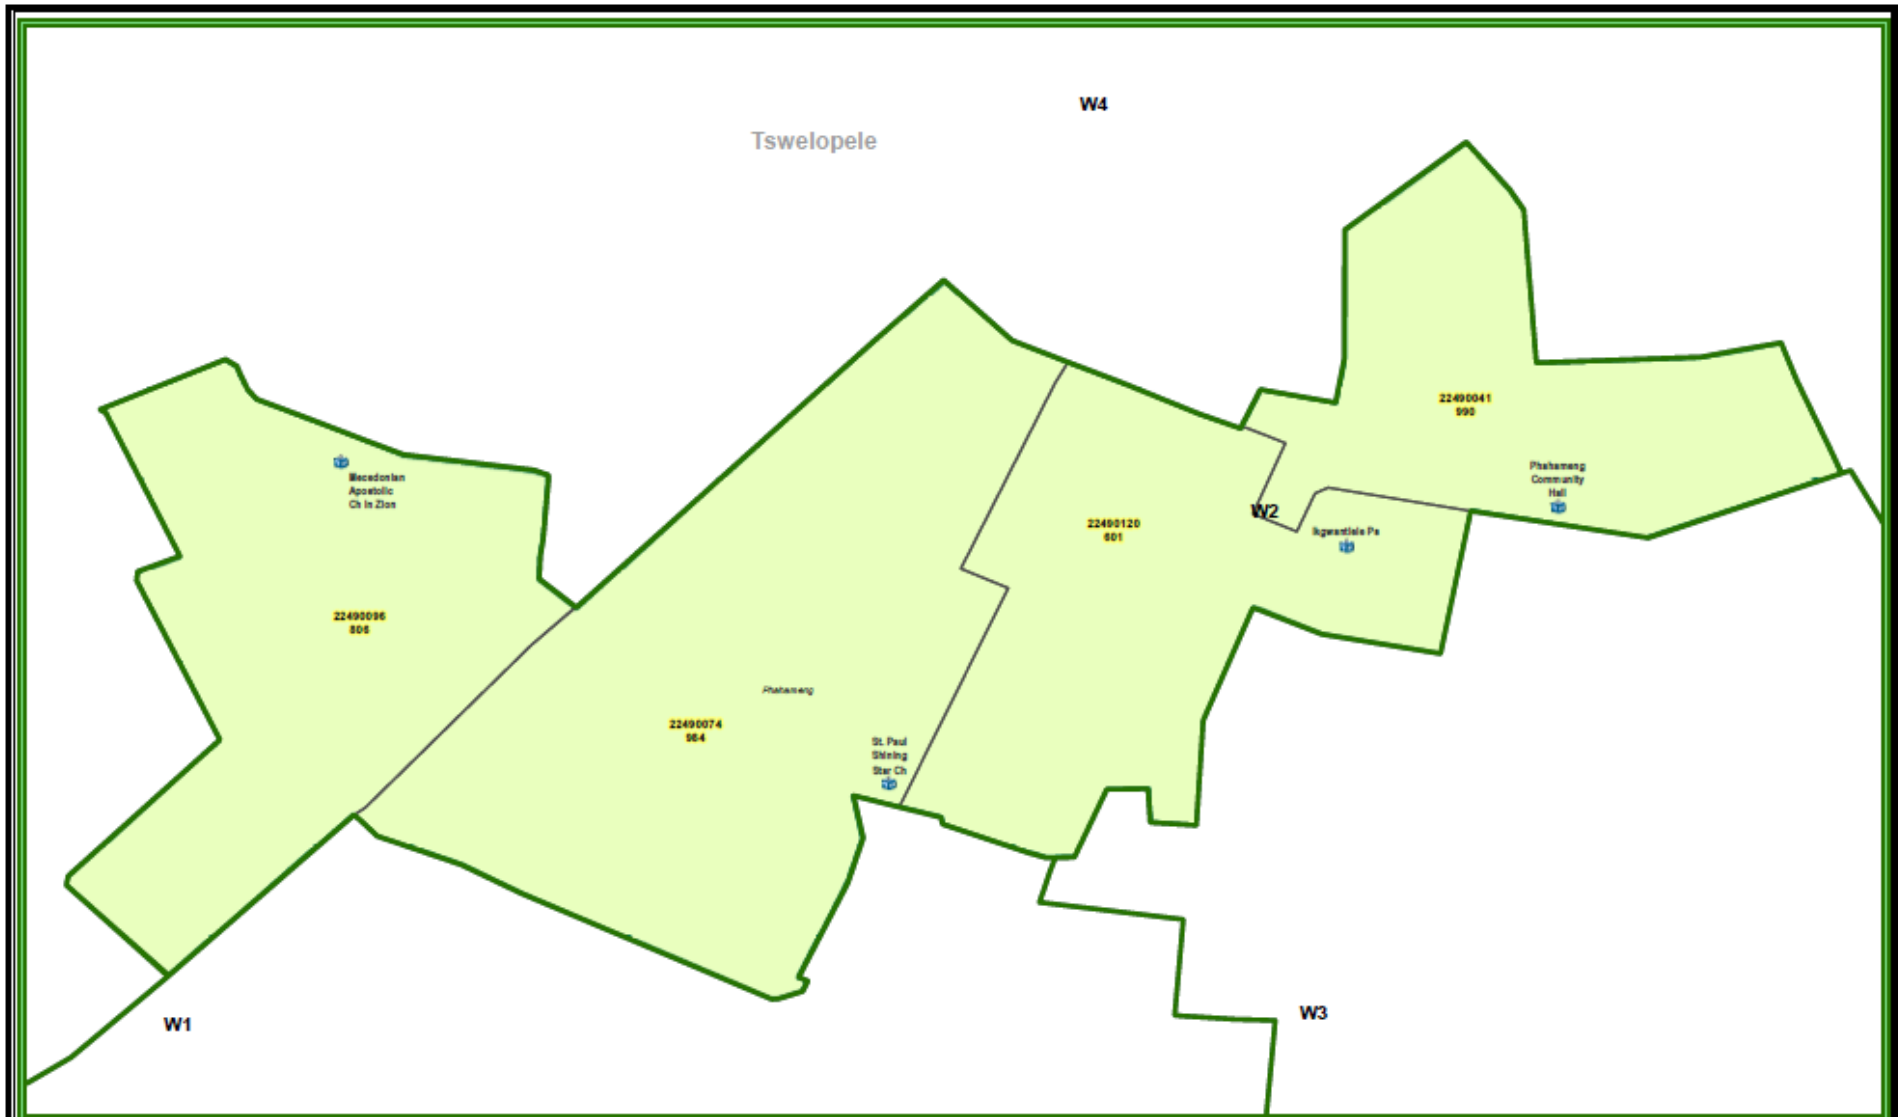 W4
Tswelopele
22490041
990
Mecedonian
Apostolic
Ch In Zion
Phahameng
Community
Hall
W2
22490120
601
22490096
806
Phahameng
22490074
984
St. Paul
Shining
Star Ch
W1
W3